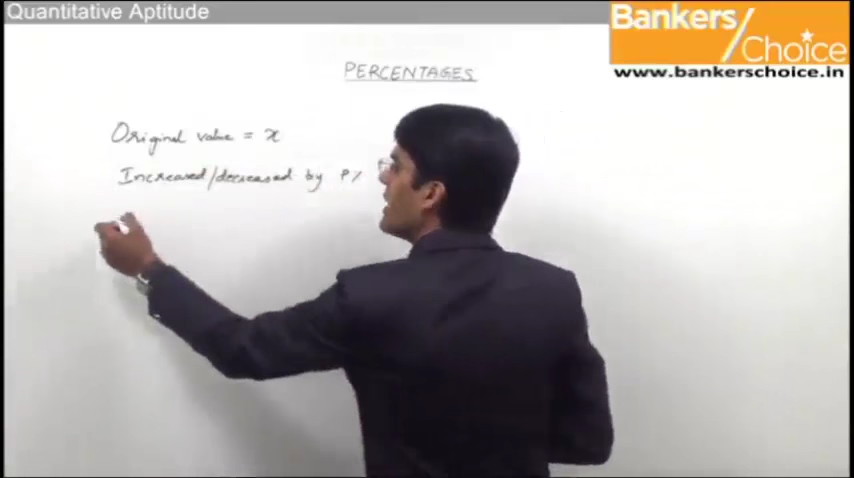 Quantitative Aptitude
Bankers
Choice
www.bankerschoice.in
PERCENTAGES
Original value = x
Increased/decreased by P%